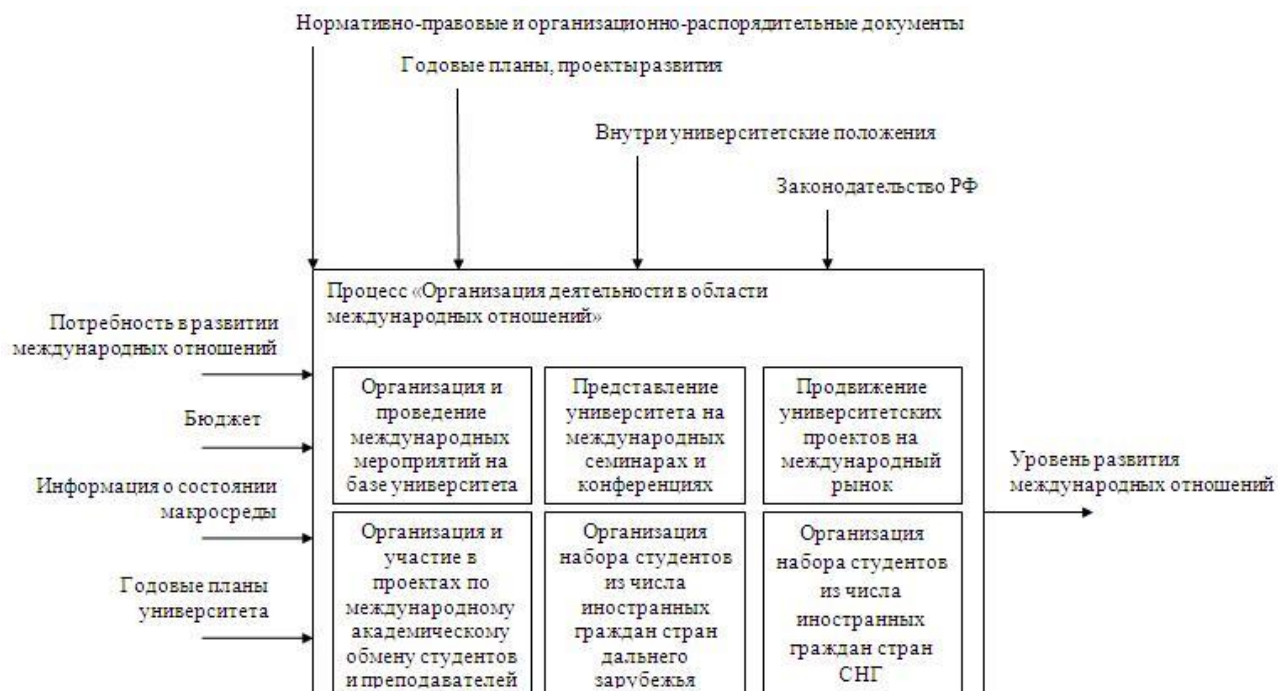 Нормативно-правовые и организационно-распорядительные документы
Годовые планы, проекты развития
Внутри университетские положения
Законодательство РФ
Процесс «Организация деятельности в области
международных отношений»
Потребность в развитии
международных отношений
Бюджет
Информация о состоянии
макросреды
Годовые планы
университета
Организация и
проведение
международных
мероприятий на
базе университета
Представление
университета на
международных
семинарах и
конференциях
Продвижение
университетских
проектов на
международный
рынок
Организация и
участие в
проектах по
международному
академическому
обмену студентов
и преподавателей
Организация
набора студентов
из числа
иностранных
граждан стран
дальнего
зарубежья
Организация
набора студентов
из числа
иностранных
граждан стран
СНГ
Уровень развития
международных отношений